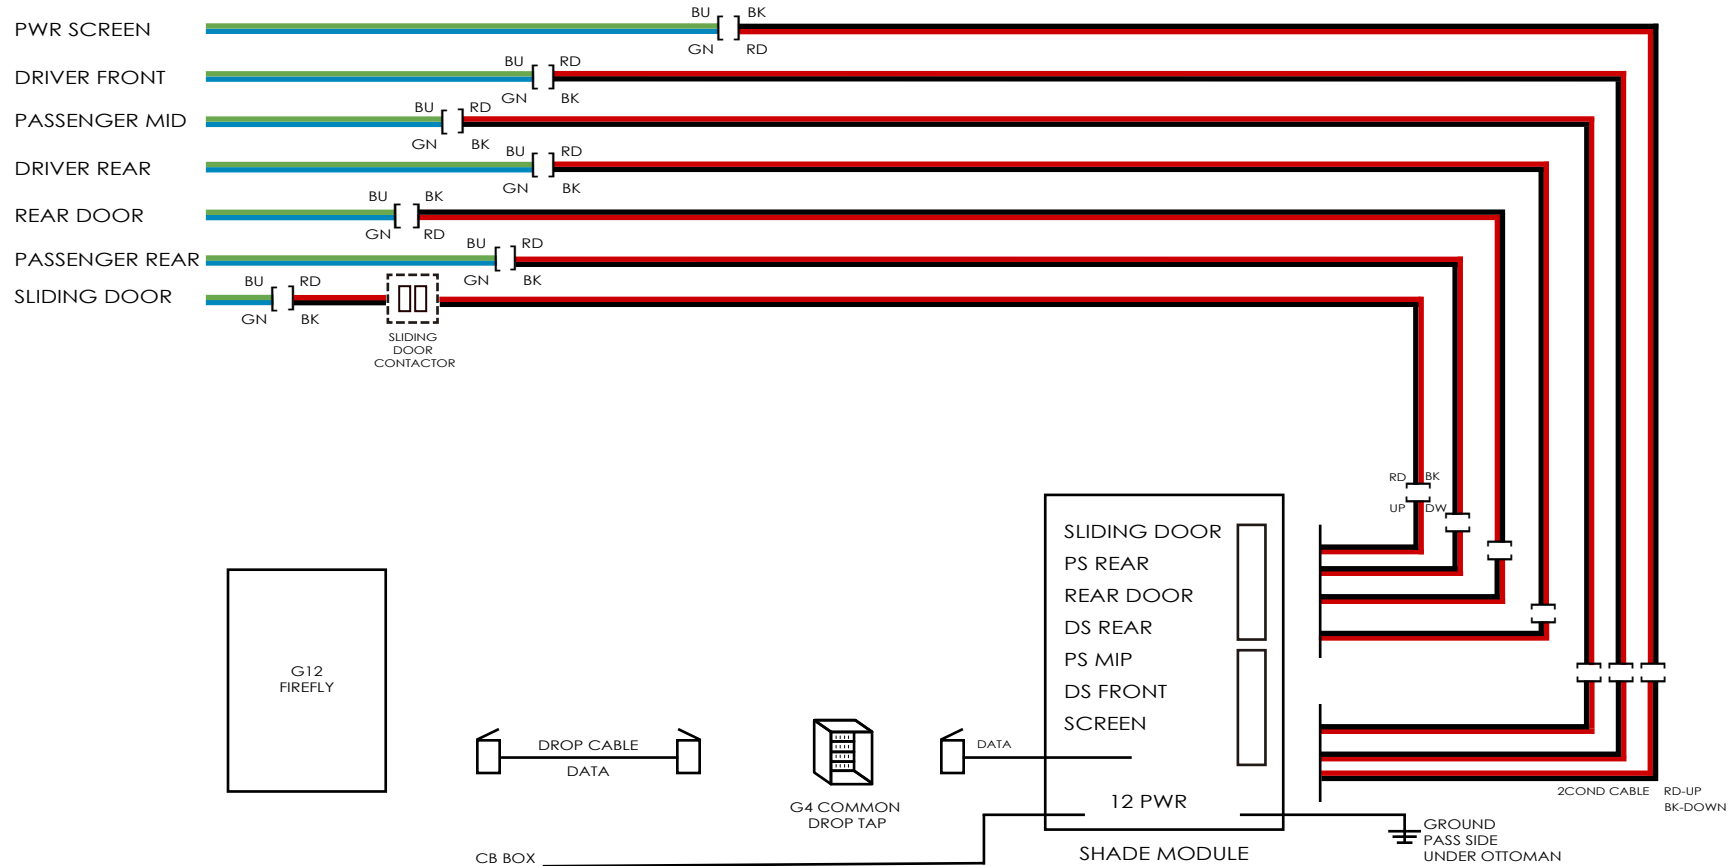 BU BK
PWR SCREEN
GN RD
BU RD
DRIVER FRONT
GN BK
BU RD
PASSENGER MID
GN BK
BU RD
DRIVER REAR
GN BK
BU BK
REAR DOOR
GN RD
BU RD
PASSENGER REAR
GN BK
BU RD
SLIDING DOOR
GN BK
SLIDING
DOOR
CONTACTOR
RD BK
UP DW
SLIDING DOOR
PS REAR
REAR DOOR
DS REAR
PS MIP
DS FRONT
SCREEN
G12
FIREFLY
DROP CABLE
DATA
DATA
G4 COMMON
DROP TAP
12 PWR
2COND CABLE RD-UP
BK-DOWN
GROUND
PASS SIDE
UNDER OTTOMAN
CB BOX
SHADE MODULE